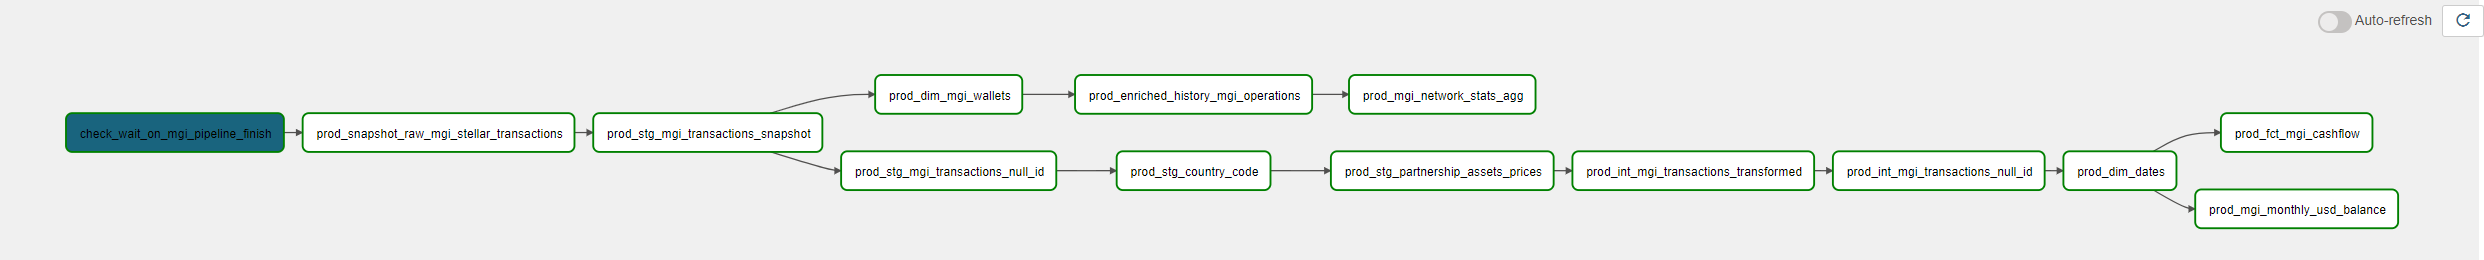 Auto-refresh
check_wait_on_mgi_pipeline_finish
prod_snapshot_raw_mgi_stellar_transactions
prod_stg_mgi_transactions_snapshot
prod_dim_mgi_wallets
prod_enriched_history_mgi_operations
prod_mgi_network_stats_agg
prod_stg_mgi_transactions_null_id
prod_stg_country_code
prod_stg_partnership_assets_prices
prod_int_mgi_transactions_transformed
prod_int_mgi_transactions_null_id
prod_dim_dates
prod_fct_mgi_cashflow
prod_mgi_monthly_usd_balance